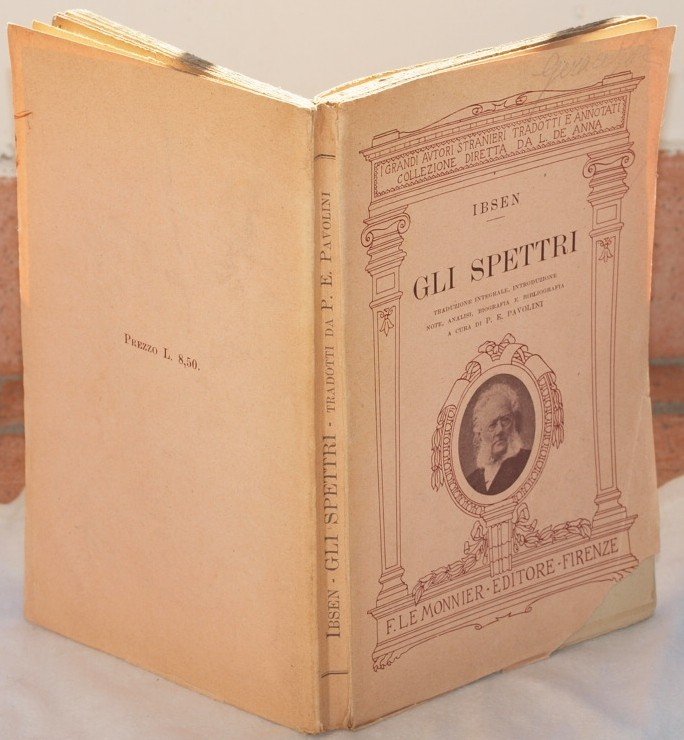 PREZZO L. 8,50.
IBSEN - GLI SPETTRI - TRADOTTI DA P. E. PAVOLINI
I GRANDI AVTORI STRANIERI TRADOTTI E ANNOTATI
COLLEZIONE DIRETTA DA L. DE ANNA
IBSEN
GLI SPETTRI
TRADUZIONE INTEGRALE, INTRODUZIONE
NOTE, ANALISI, BIOGRAFIA E BIBLIOGRAFIA
A CURA DI P. E. PAVOLINI
F. LE MONNIER · EDITORE - FIRENZE